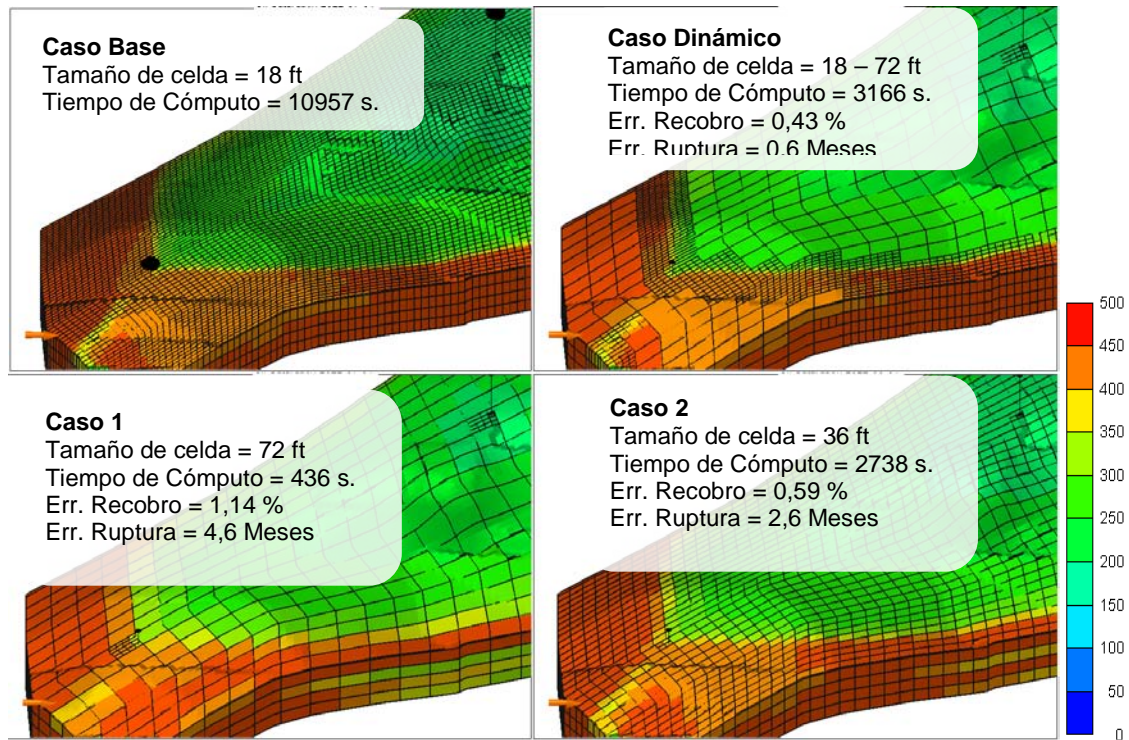 Caso Base
Tamaño de celda = 18 ft
Tiempo de Cómputo = 10957 s.
Caso Dinámico
Tamaño de celda = 18 – 72 ft
Tiempo de Cómputo = 3166 s.
Err. Recobro = 0,43 %
Err. Ruptura = 0,6 Meses
Caso 1
Tamaño de celda = 72 ft
Tiempo de Cómputo = 436 s.
Err. Recobro = 1,14 %
Err. Ruptura = 4,6 Meses
Caso 2
Tamaño de celda = 36 ft
Tiempo de Cómputo = 2738 s.
Err. Recobro = 0,59 %
Err. Ruptura = 2,6 Meses
500
450
400
350
300
250
200
150
100
50
0